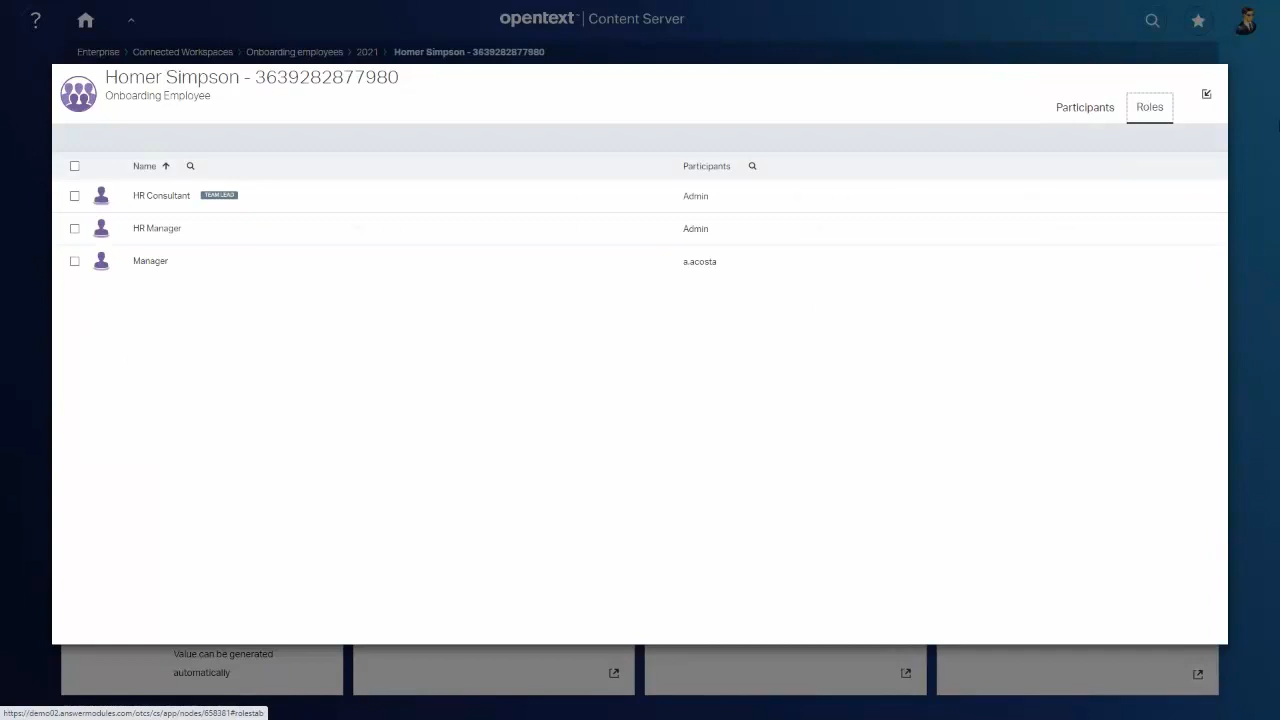 ?
opentext™ | Content Server
Enterprise > Connected Workspaces > Onboarding employees > 2021 > Homer Simpson - 3639282877980
Homer Simpson - 3639282877980
Onboarding Employee
Participants Roles
Name Participants
HR Consultant TEAM LEAD Admin
HR Manager Admin
Manager a.acosta
Value can be generated
automatically
https://demo02.answermodules.com/otcs/cs/app/nodes/658381#rolestab